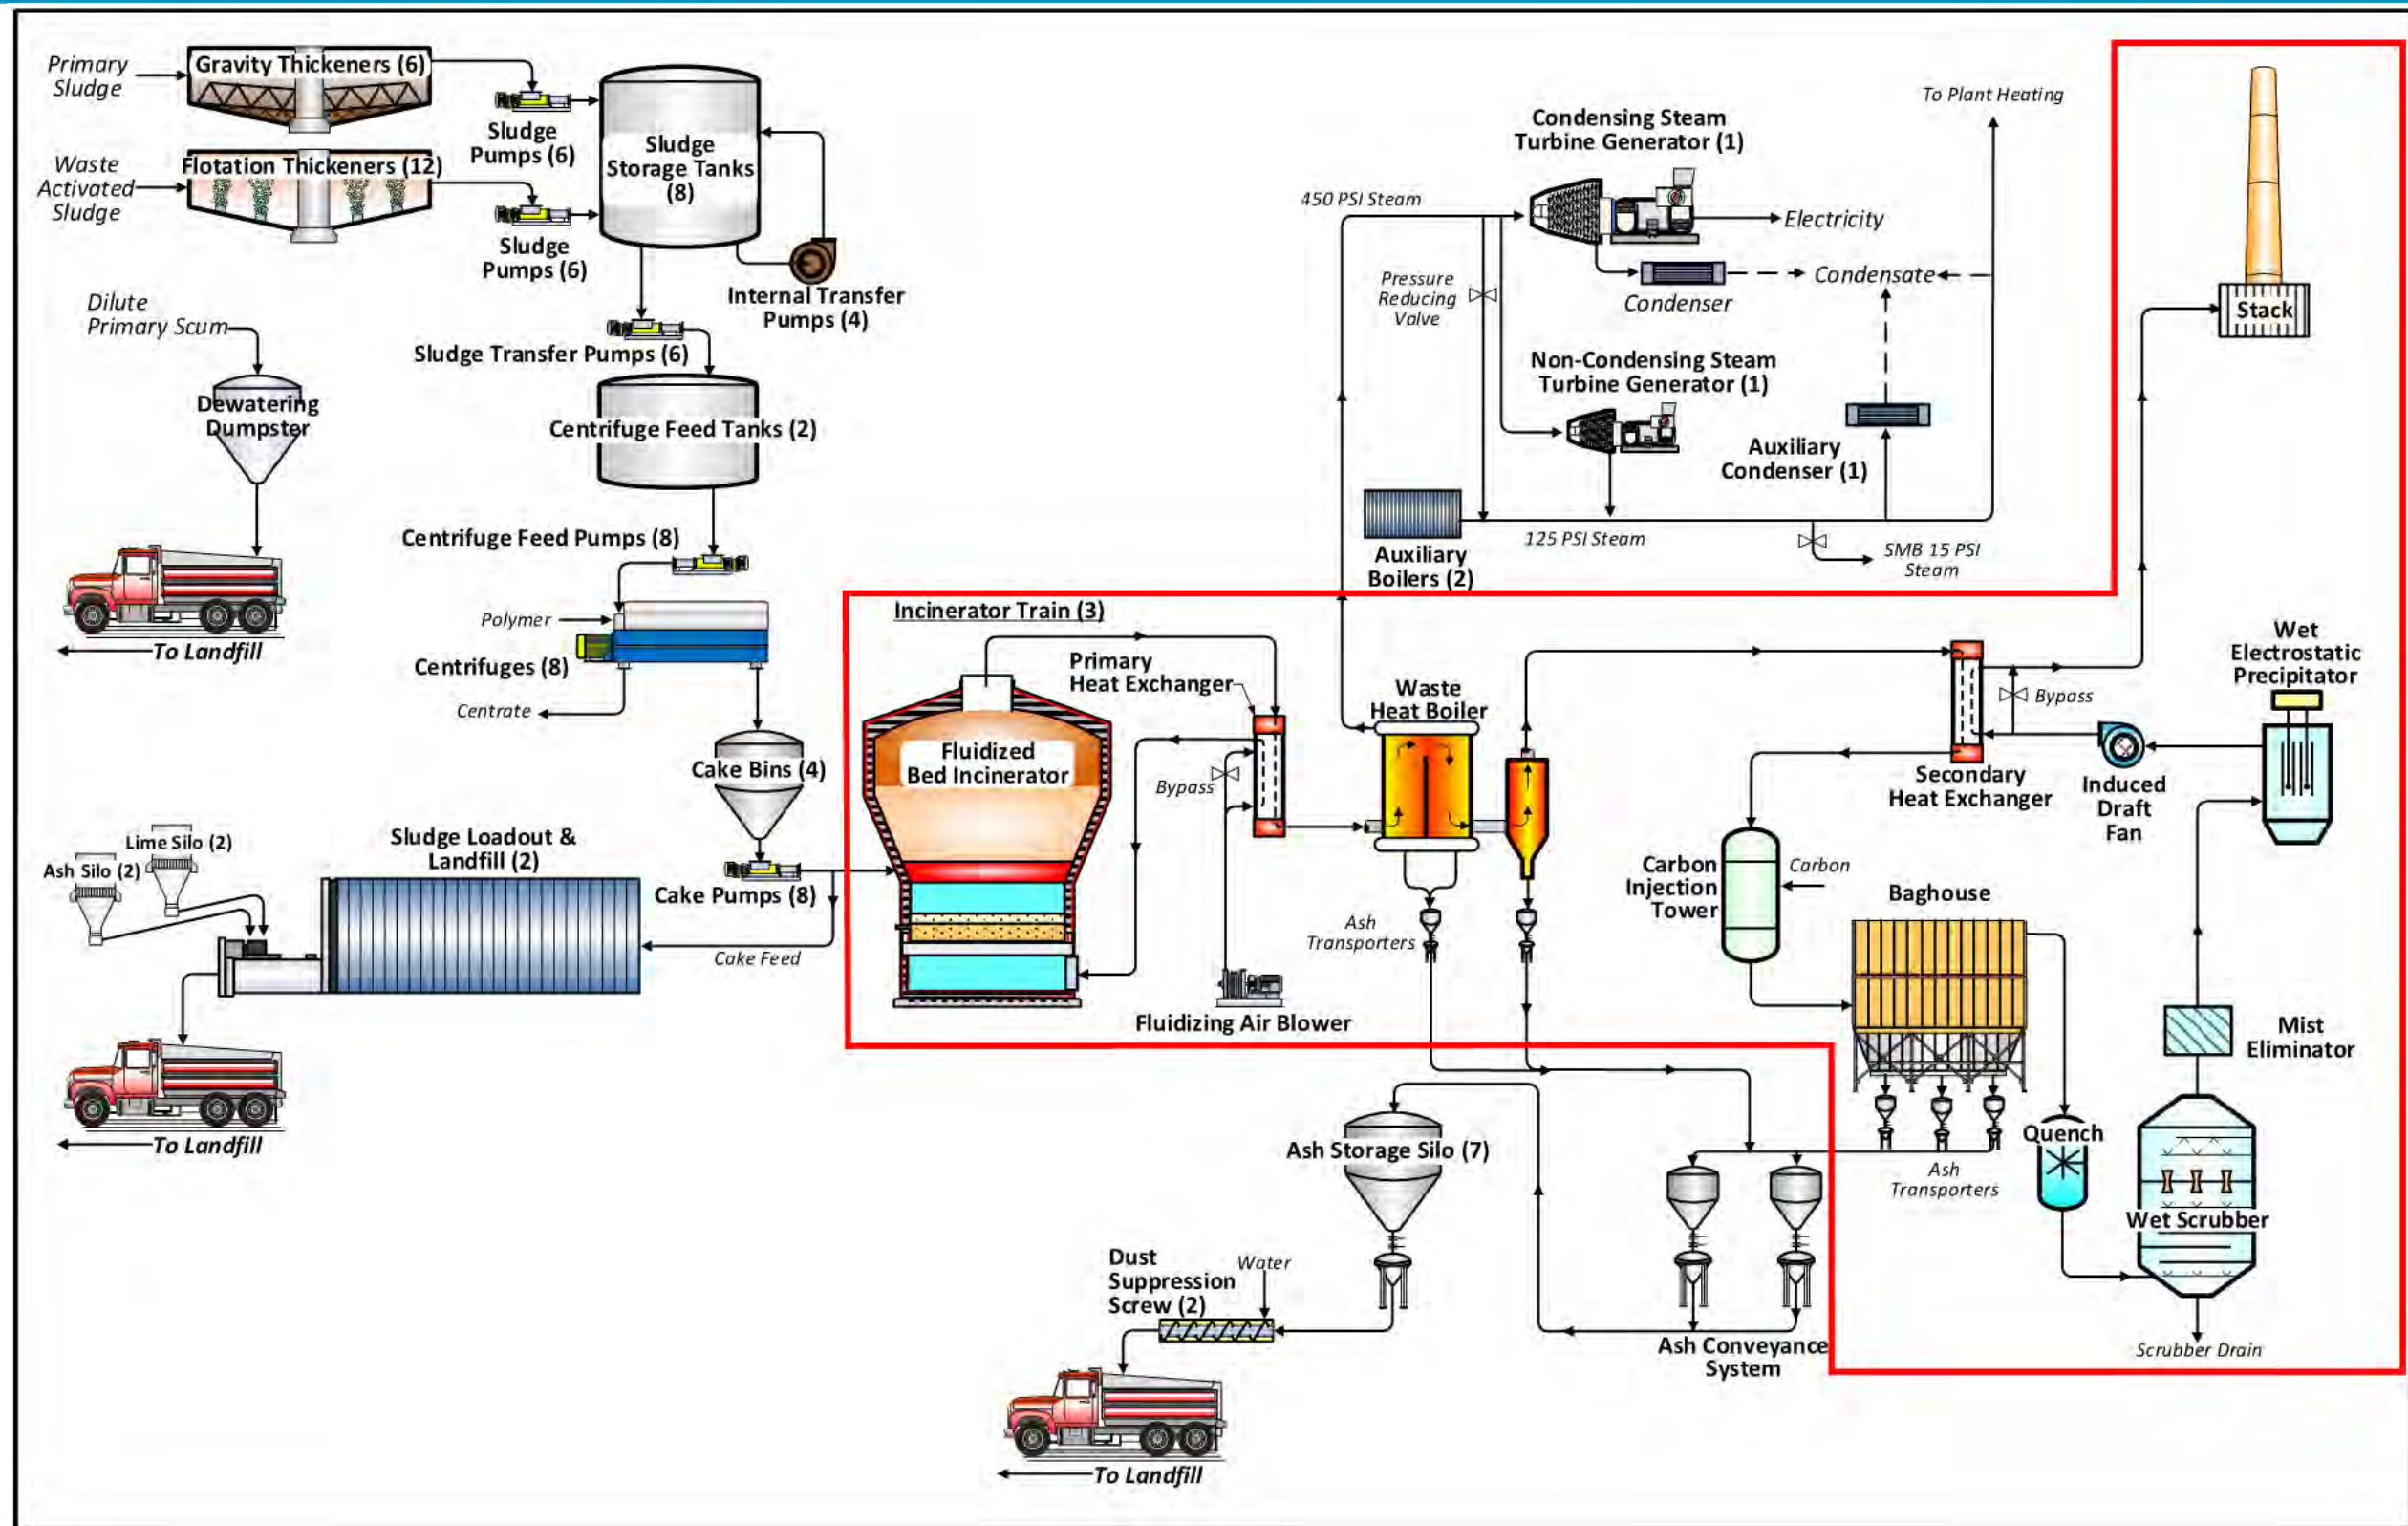 Primary
Sludge
Gravity Thickeners (6)
Sludge
Pumps (6)
Waste
Activated
Sludge
Flotation Thickeners (12)
Sludge
Pumps (6)
Sludge
Storage Tanks
(8)
Internal Transfer
Pumps (4)
Dilute
Primary Scum
Dewatering
Dumpster
To Landfill
Sludge Transfer Pumps (6)
Centrifuge Feed Tanks (2)
Centrifuge Feed Pumps (8)
Polymer
Centrifuges (8)
Centrate
Cake Bins (4)
Cake Pumps (8)
Cake Feed
Sludge Loadout &
Landfill (2)
Lime Silo (2)
Ash Silo (2)
To Landfill
450 PSI Steam
Condensing Steam
Turbine Generator (1)
Electricity
Pressure
Reducing
Valve
Condenser
Condensate
To Plant Heating
Non-Condensing Steam
Turbine Generator (1)
Auxiliary
Condenser (1)
Auxiliary
Boilers (2)
125 PSI Steam
SMB 15 PSI
Steam
Stack
Incinerator Train (3)
Fluidized
Bed Incinerator
Primary
Heat Exchanger
Bypass
Fluidizing Air Blower
Waste
Heat Boiler
Ash
Transporters
Secondary
Heat Exchanger
Bypass
Induced
Draft
Fan
Wet
Electrostatic
Precipitator
Carbon
Injection
Tower
Carbon
Baghouse
Mist
Eliminator
Quench
Ash
Transporters
Wet Scrubber
Scrubber Drain
Ash Storage Silo (7)
Ash Conveyance
System
Dust
Suppression
Screw (2)
Water
To Landfill